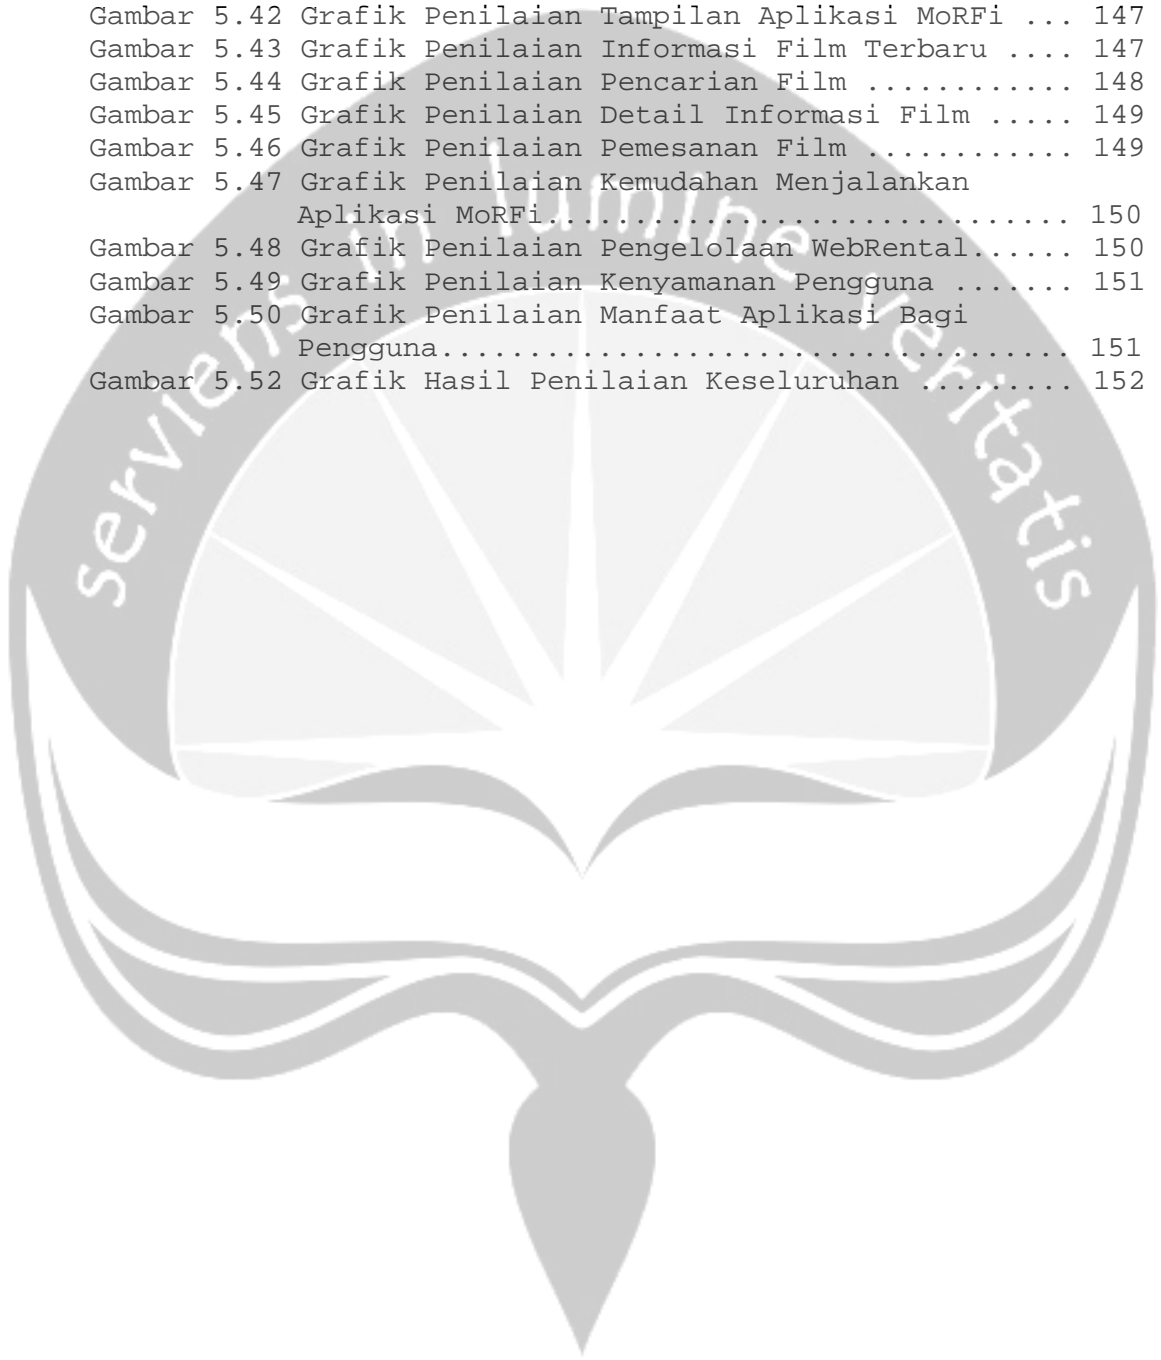 Gambar 5.42 Grafik Penilaian Tampilan Aplikasi MoRFi ... 147
Gambar 5.43 Grafik Penilaian Informasi Film Terbaru .... 147
Gambar 5.44 Grafik Penilaian Pencarian Film ............ 148
Gambar 5.45 Grafik Penilaian Detail Informasi Film ..... 149
Gambar 5.46 Grafik Penilaian Pemesanan Film ............ 149
Gambar 5.47 Grafik Penilaian Kemudahan Menjalankan
Aplikasi MoRFi............................... 150
Gambar 5.48 Grafik Penilaian Pengelolaan WebRental...... 150
Gambar 5.49 Grafik Penilaian Kenyamanan Pengguna ....... 151
Gambar 5.50 Grafik Penilaian Manfaat Aplikasi Bagi
Pengguna..................................... 151
Gambar 5.52 Grafik Hasil Penilaian Keseluruhan ......... 152
serviens in lumine veritatis